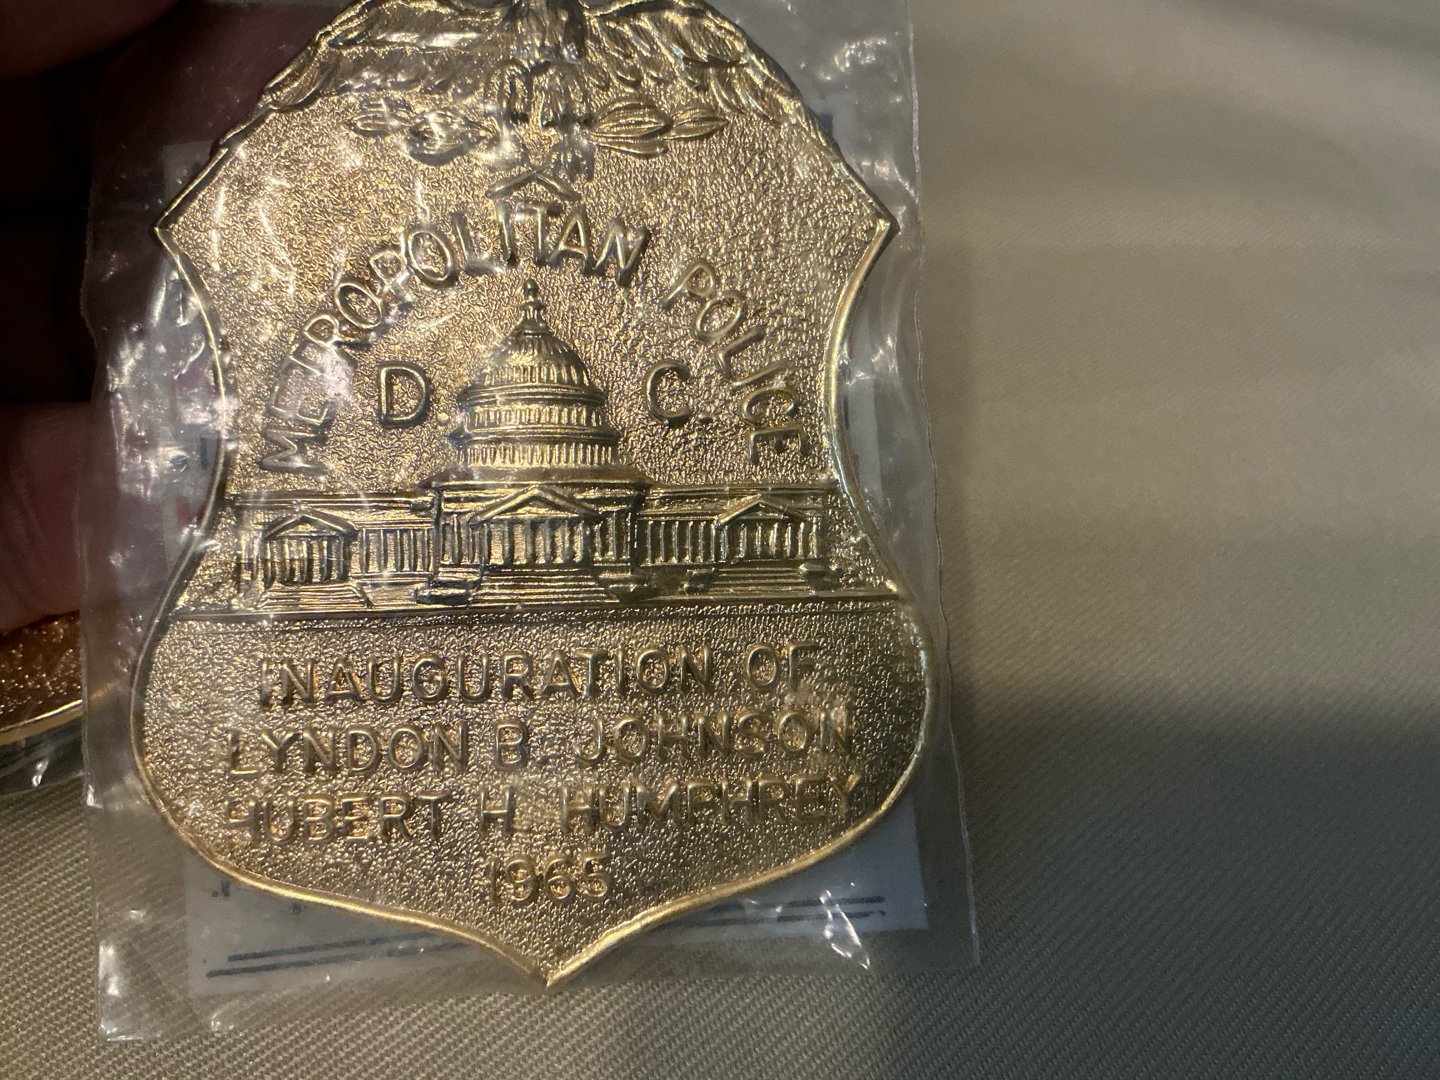 METROPOLITAN POLICE
D. C.
INAUGURATION OF
LYNDON B. JOHNSON
HUBERT H. HUMPHREY
1965